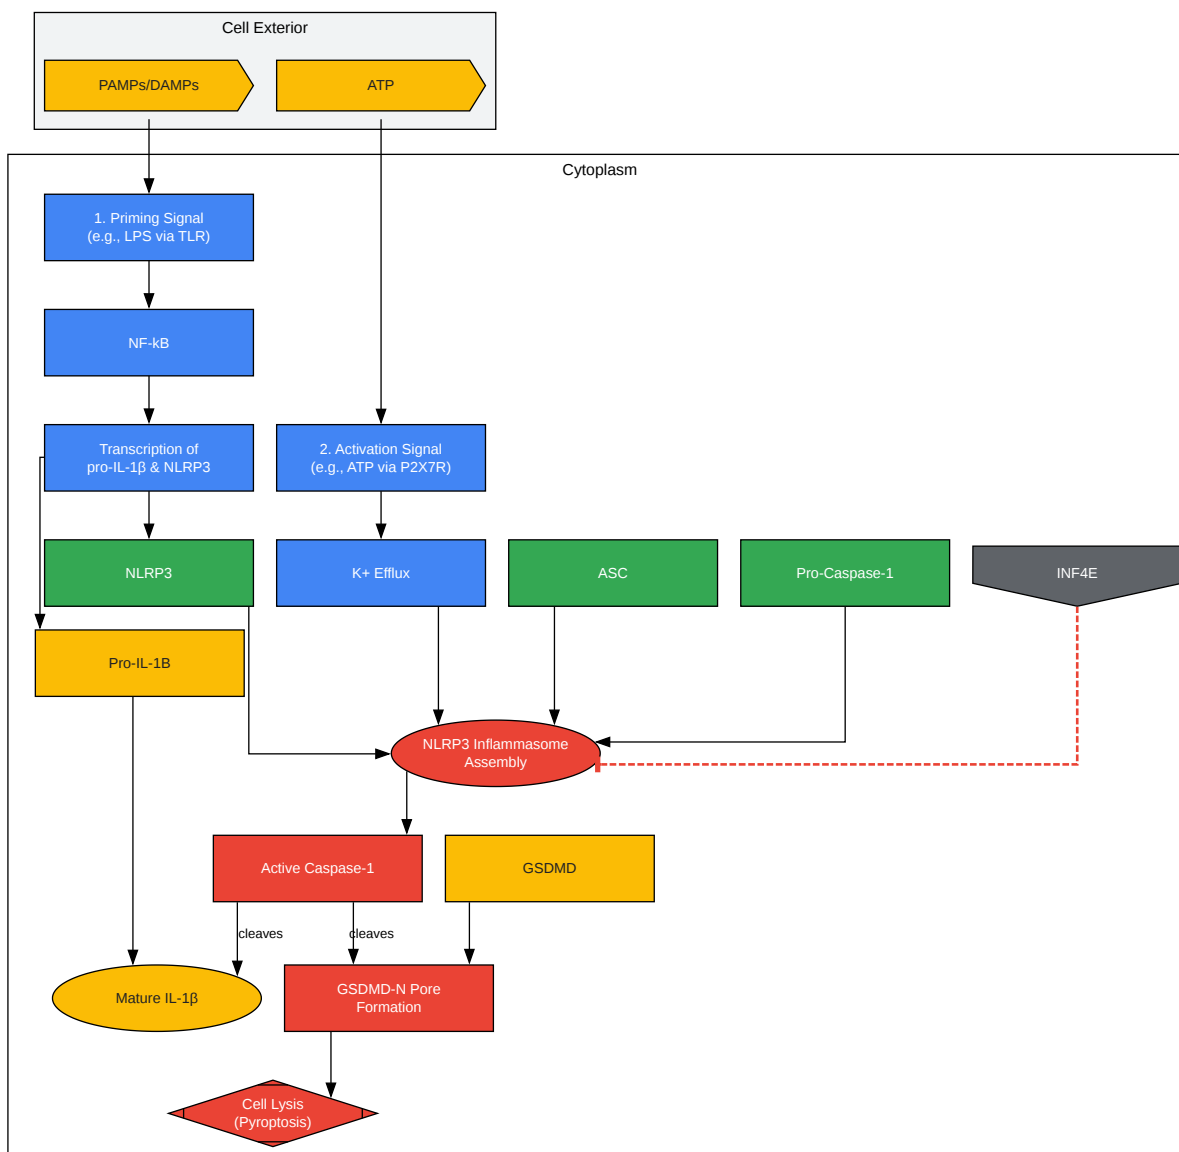 Cell Exterior
PAMPs/DAMPs
ATP
Cytoplasm
1. Priming Signal
(e.g., LPS via TLR)
NF-kB
Transcription of
pro-IL-1β & NLRP3
2. Activation Signal
(e.g., ATP via P2X7R)
NLRP3
K+ Efflux
ASC
Pro-Caspase-1
INF4E
Pro-IL-1B
NLRP3 Inflammasome
Assembly
Active Caspase-1
GSDMD
cleaves
cleaves
Mature IL-1β
GSDMD-N Pore
Formation
Cell Lysis
(Pyroptosis)